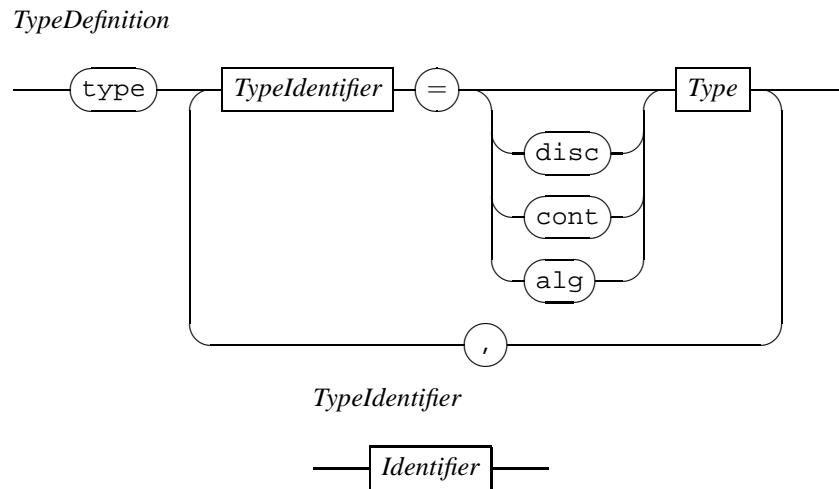 TypeDefinition
type TypeIdentifier = Type
disc
cont
alg
,
TypeIdentifier
Identifier